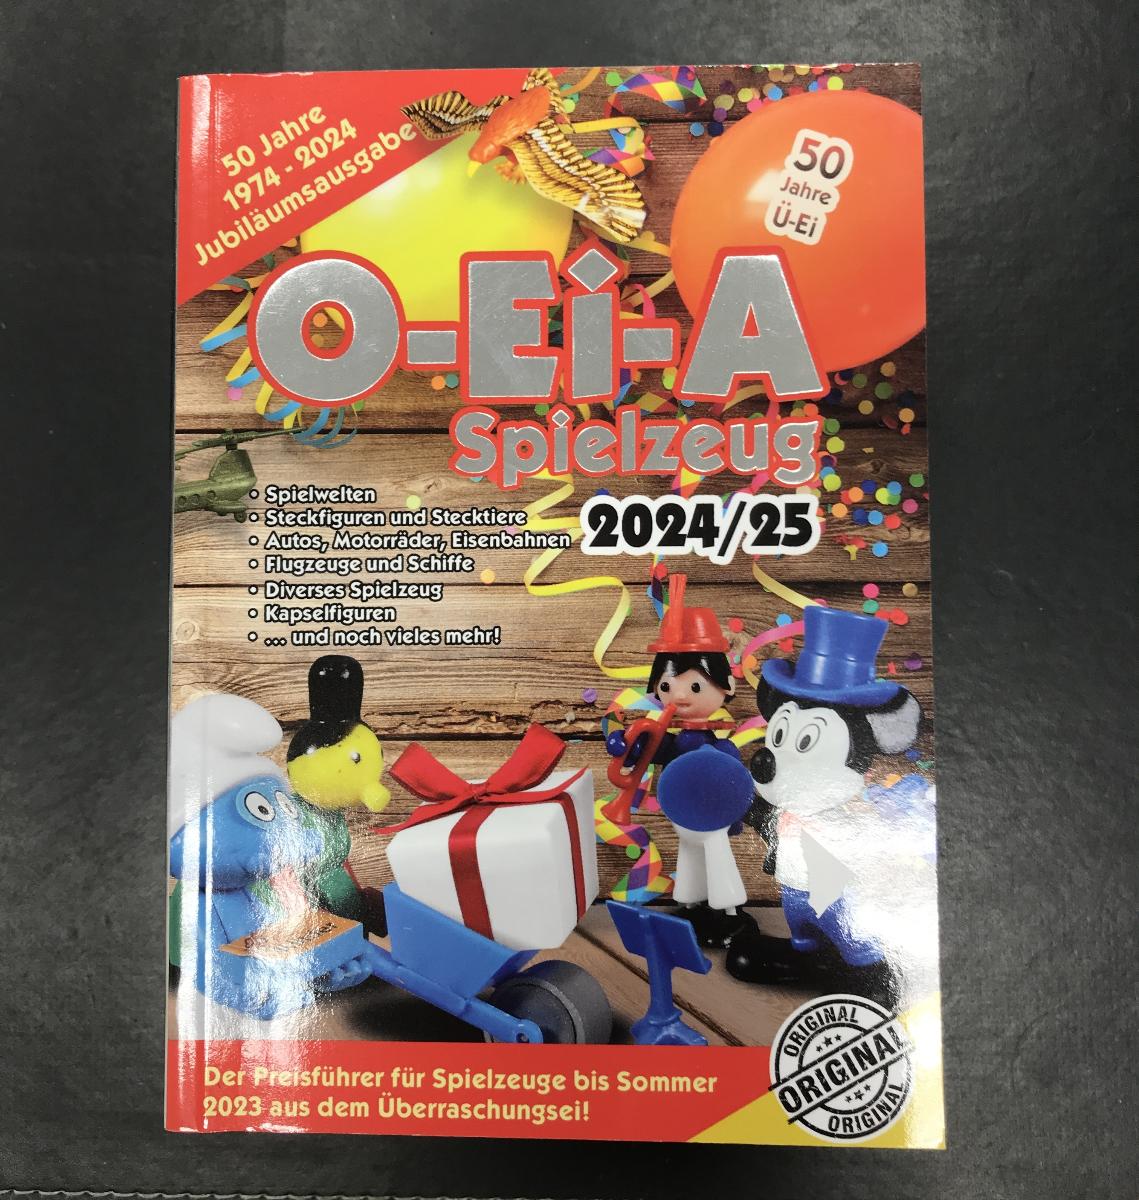 50 Jahre
1974 - 2024
Jubiläumsausgabe
50
Jahre
Ü-Ei
O-Ei-A
Spielzeug
2024/25
• Spielwelten
• Steckfiguren und Stecktiere
• Autos, Motorräder, Eisenbahnen
• Flugzeuge und Schiffe
• Diverses Spielzeug
• Kapselfiguren
• ... und noch vieles mehr!
Der Preisführer für Spielzeuge bis Sommer
2023 aus dem Überraschungsei!
ORIGINAL
ORIGINAL
ORIGINAL